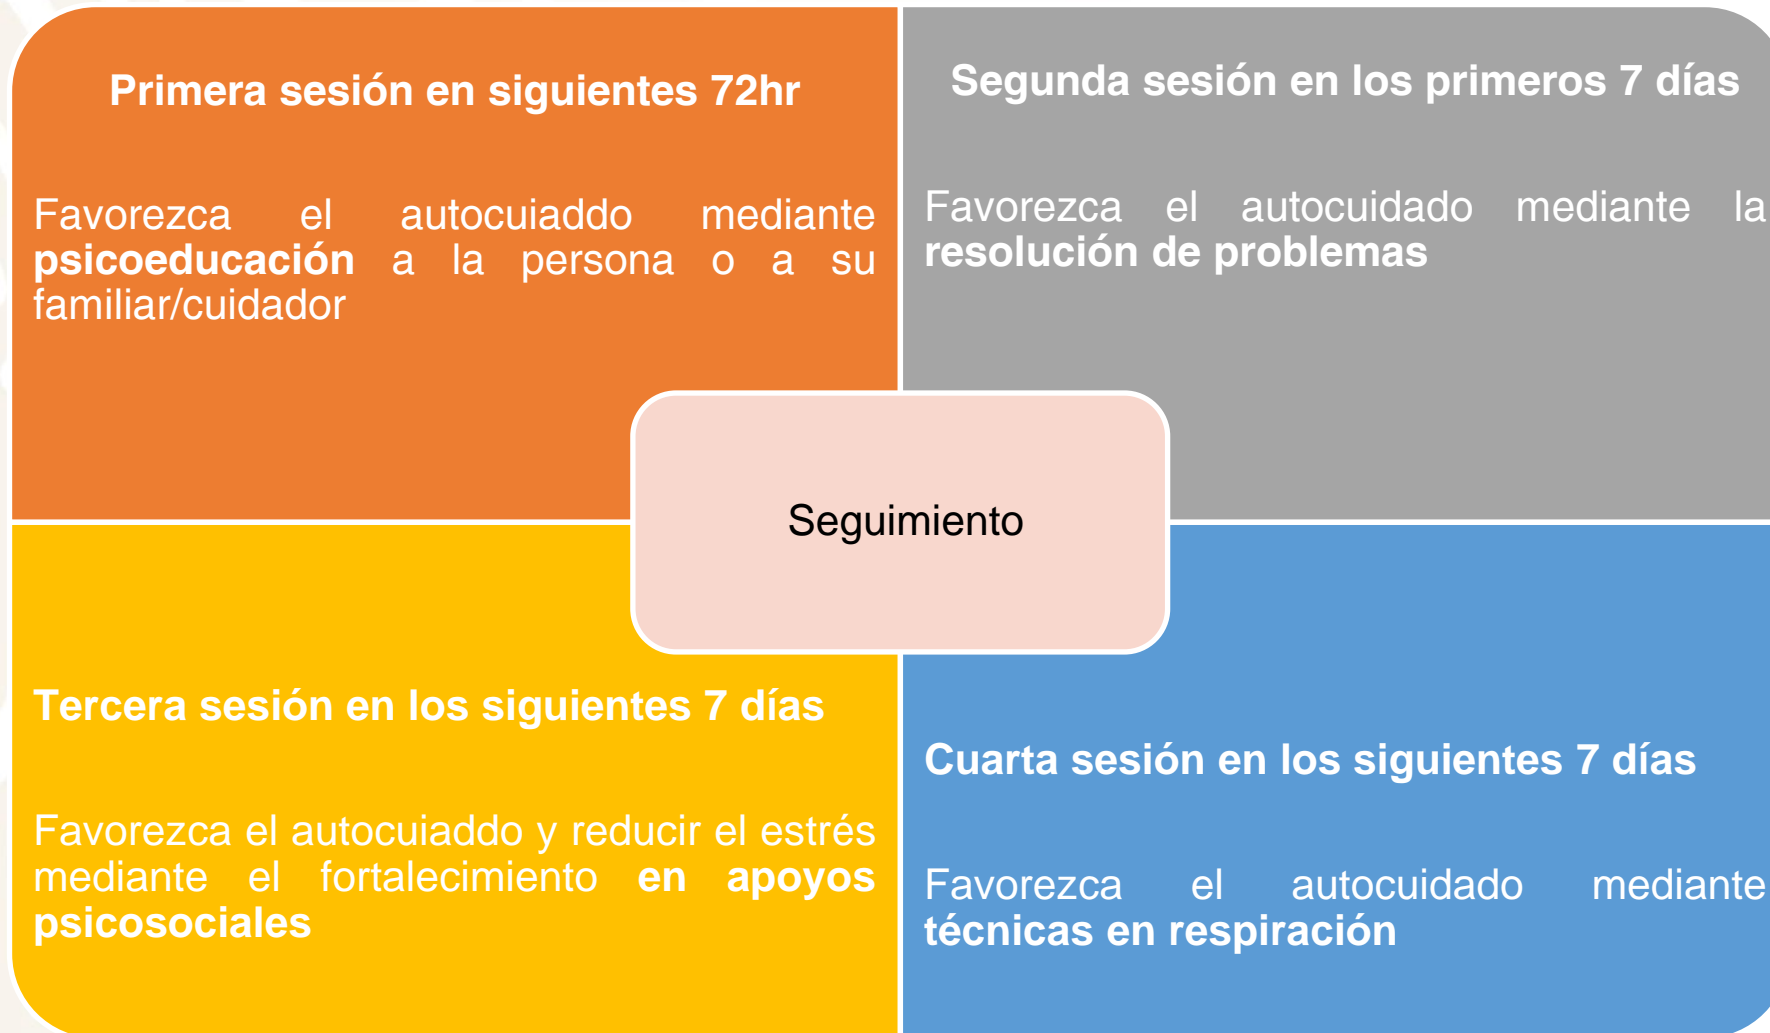 Primera sesión en siguientes 72hr
Favorezca el autocuiaddo mediante
psicoeducación a la persona o a su
familiar/cuidador
Segunda sesión en los primeros 7 días
Favorezca el autocuidado mediante la
resolución de problemas
Seguimiento
Tercera sesión en los siguientes 7 días
Favorezca el autocuiaddo y reducir el estrés
mediante el fortalecimiento en apoyos
psicosociales
Cuarta sesión en los siguientes 7 días
Favorezca el autocuidado mediante
técnicas en respiración